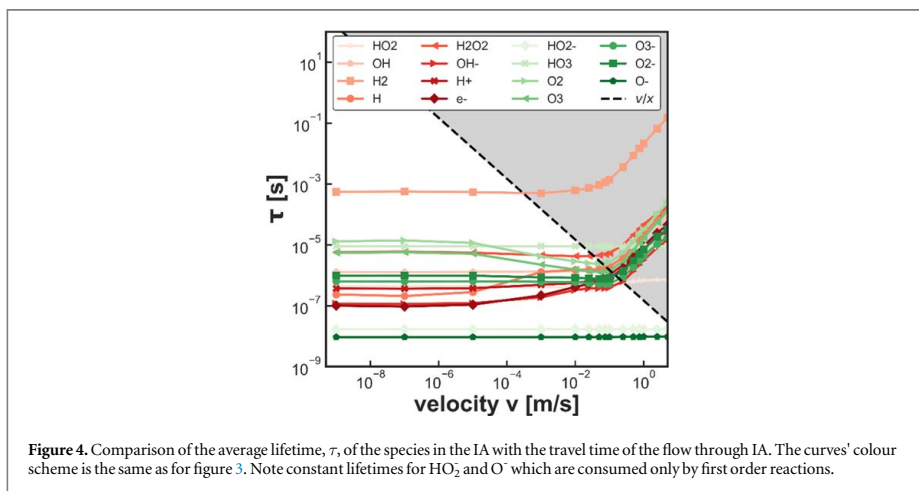 10¹
10⁻¹
10⁻³
10⁻⁵
10⁻⁷
10⁻⁹
τ [s]
HO2 H2O2 HO2- O3-
OH OH- HO3 O2-
H2 H+ O2 O-
H e- O3 v/x
10⁻⁸ 10⁻⁶ 10⁻⁴ 10⁻² 10⁰
velocity v [m/s]
Figure 4. Comparison of the average lifetime, τ, of the species in the IA with the travel time of the flow through IA. The curves' colour
scheme is the same as for figure 3. Note constant lifetimes for HO₂⁻ and O⁻ which are consumed only by first order reactions.